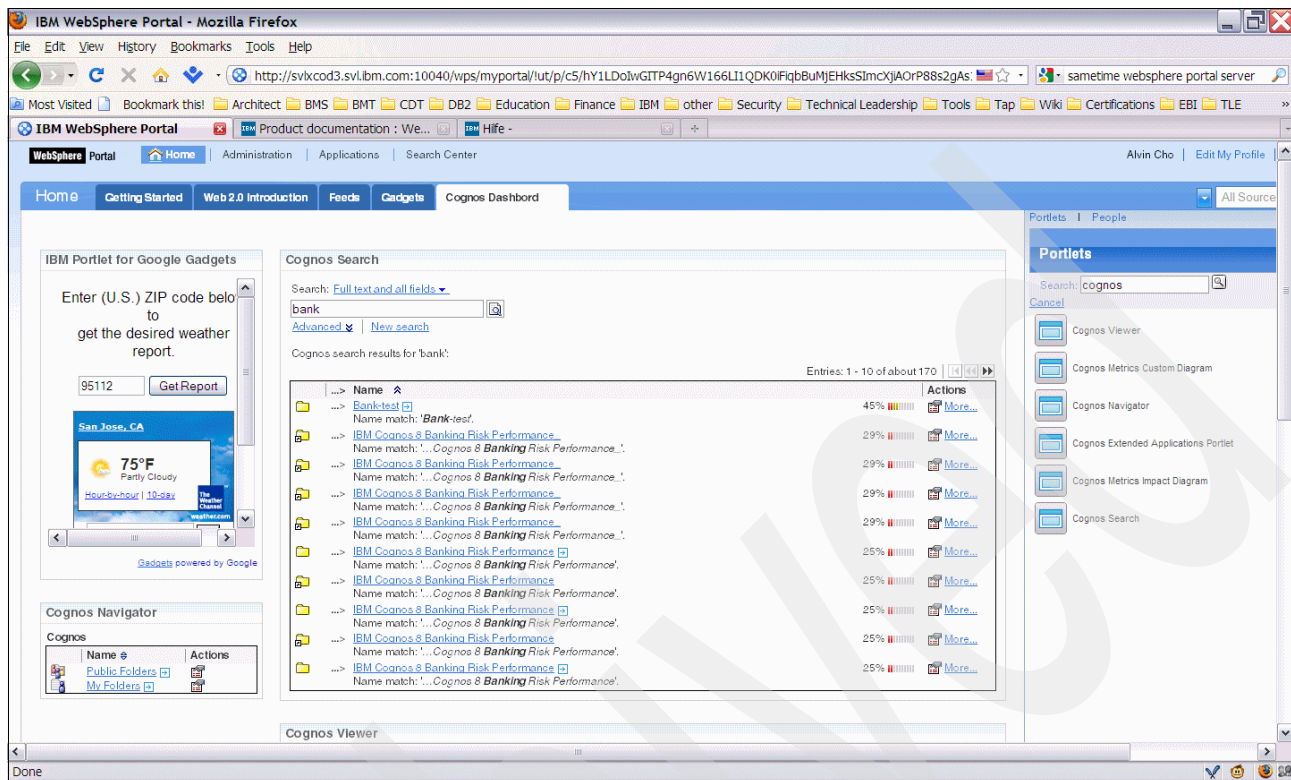 IBM WebSphere Portal - Mozilla Firefox
File Edit View History Bookmarks Tools Help
http://svlxcod3.svl.ibm.com:10040/wps/myportal/!ut/p/c5/
sametime websphere portal server
Most Visited Bookmark this! Architect BMS BMT CDT DB2 Education Finance IBM other Security Technical Leadership Tools Tap Wiki Certifications EBI TLE »
IBM WebSphere Portal Product documentation : We... Hilfe -
WebSphere Portal Home | Administration | Applications | Search Center Alvin Cho | Edit My Profile |
Home Getting Started Web 2.0 Introduction Feeds Gadgets Cognos Dashbord All Source
Portlets | People
IBM Portlet for Google Gadgets
Enter (U.S.) ZIP code belo
to
get the desired weather
report.
95112 Get Report
San Jose, CA
75°F
Partly Cloudy
Hour-by-hour | 10-day
The Weather Channel
weather.com
Gadgets powered by Google
Cognos Navigator
Cognos
Name Actions
Public Folders
My Folders
Cognos Search
Search: Full text and all fields
bank
Advanced | New search
Cognos search results for 'bank':
Entries: 1 - 10 of about 170
...> Name Actions
...> Bank-test 45% More...
Name match: 'Bank-test'.
...> IBM Cognos 8 Banking Risk Performance_ 29% More...
Name match: '...Cognos 8 Banking Risk Performance_'.
...> IBM Cognos 8 Banking Risk Performance_ 29% More...
Name match: '...Cognos 8 Banking Risk Performance_'.
...> IBM Cognos 8 Banking Risk Performance_ 29% More...
Name match: '...Cognos 8 Banking Risk Performance_'.
...> IBM Cognos 8 Banking Risk Performance_ 29% More...
Name match: '...Cognos 8 Banking Risk Performance_'.
...> IBM Cognos 8 Banking Risk Performance 25% More...
Name match: '...Cognos 8 Banking Risk Performance'.
...> IBM Cognos 8 Banking Risk Performance 25% More...
Name match: '...Cognos 8 Banking Risk Performance'.
...> IBM Cognos 8 Banking Risk Performance 25% More...
Name match: '...Cognos 8 Banking Risk Performance'.
...> IBM Cognos 8 Banking Risk Performance 25% More...
Name match: '...Cognos 8 Banking Risk Performance'.
...> IBM Cognos 8 Banking Risk Performance 25% More...
Name match: '...Cognos 8 Banking Risk Performance'.
Cognos Viewer
Portlets
Search: cognos
Cancel
Cognos Viewer
Cognos Metrics Custom Diagram
Cognos Navigator
Cognos Extended Applications Portlet
Cognos Metrics Impact Diagram
Cognos Search
Done